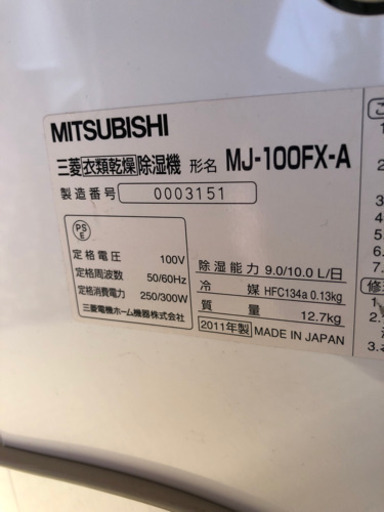 MITSUBISHI
三菱衣類乾燥除湿機 形名 MJ-100FX-A
製造番号 0003151
PS
E
定格電圧 100V
定格周波数 50/60Hz
定格消費電力 250/300W
三菱電機ホーム機器株式会社
除湿能力 9.0/10.0 L/日
冷媒 HFC134a 0.13kg
質量 12.7kg
2011年製 MADE IN JAPAN